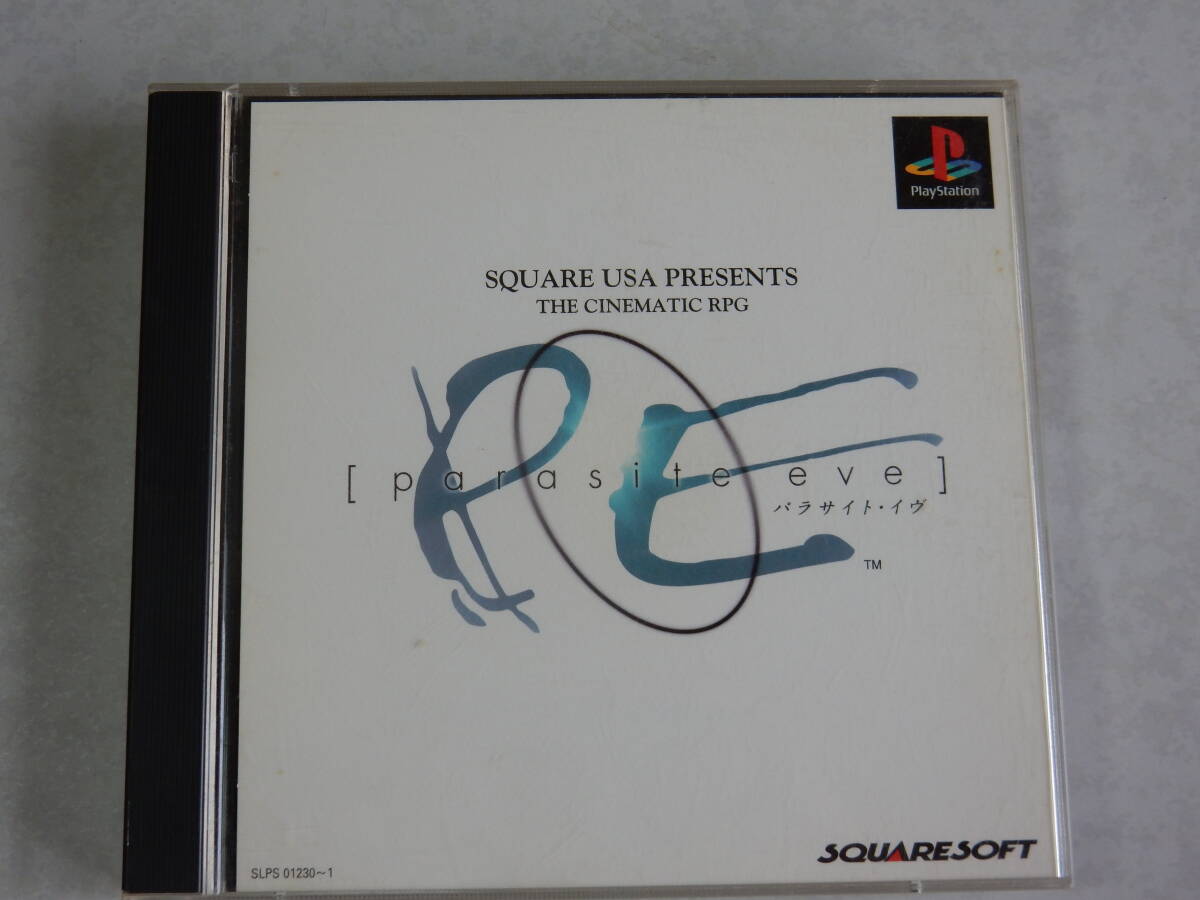 PlayStation
SQUARE USA PRESENTS
THE CINEMATIC RPG
PE
[ parasite eve ]
パラサイト・イヴ
TM
SQUARESOFT
SLPS 01230~1